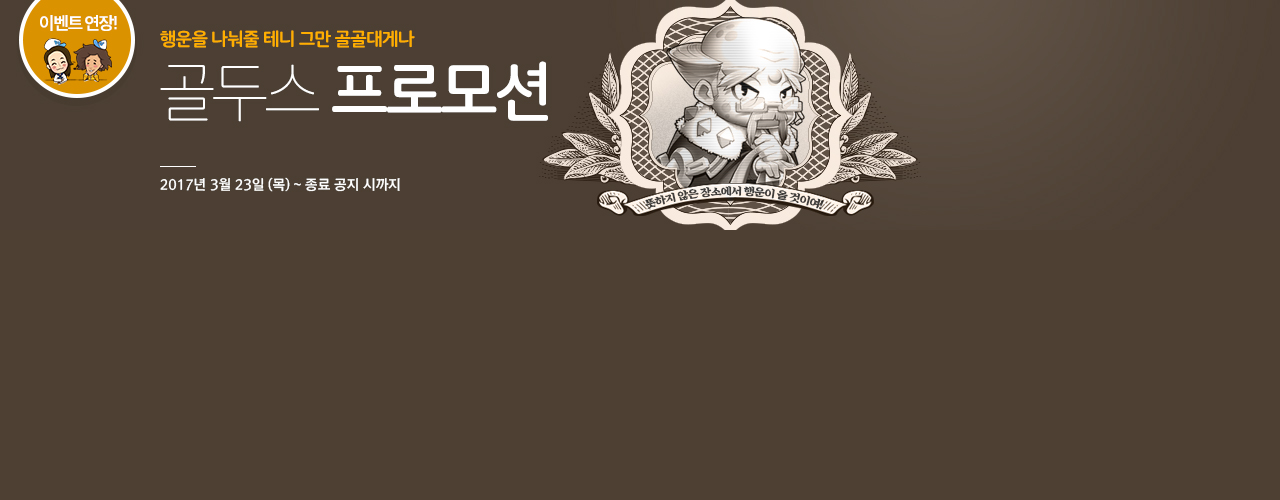 이벤트 연장!
행운을 나눠줄 테니 그만 골골대게나
골두스 프로모션
2017년 3월 23일 (목) ~ 종료 공지 시까지
뜻하지 않은 장소에서 행운이 올 것이여!